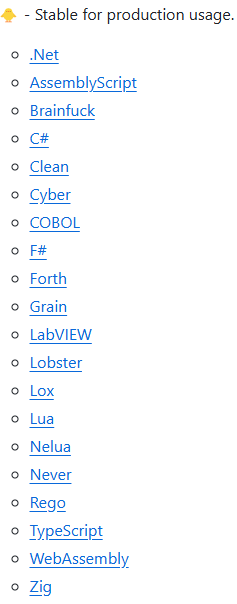 🐥 - Stable for production usage.
.Net
AssemblyScript
Brainfuck
C#
Clean
Cyber
COBOL
F#
Forth
Grain
LabVIEW
Lobster
Lox
Lua
Nelua
Never
Rego
TypeScript
WebAssembly
Zig